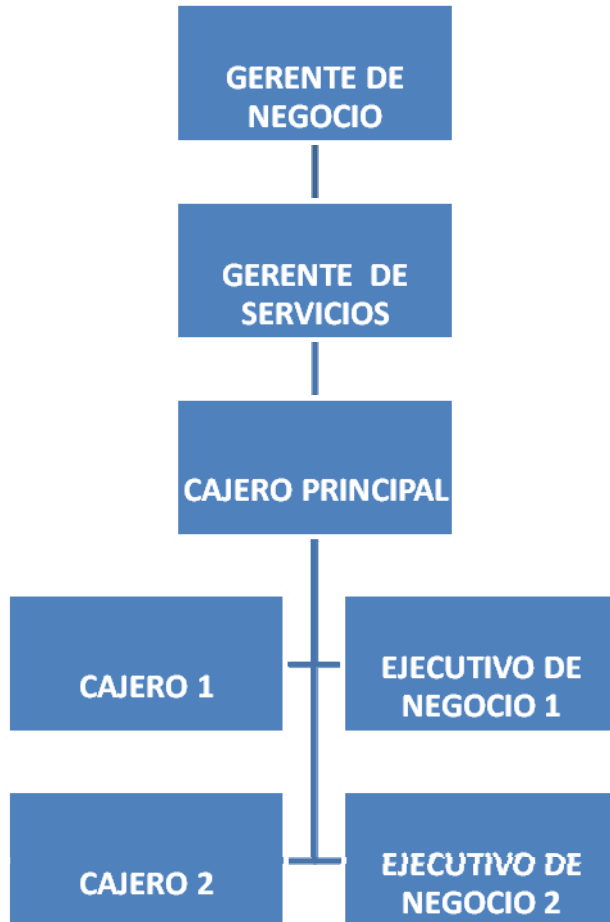 GERENTE DE
NEGOCIO
GERENTE DE
SERVICIOS
CAJERO PRINCIPAL
CAJERO 1
EJECUTIVO DE
NEGOCIO 1
CAJERO 2
EJECUTIVO DE
NEGOCIO 2